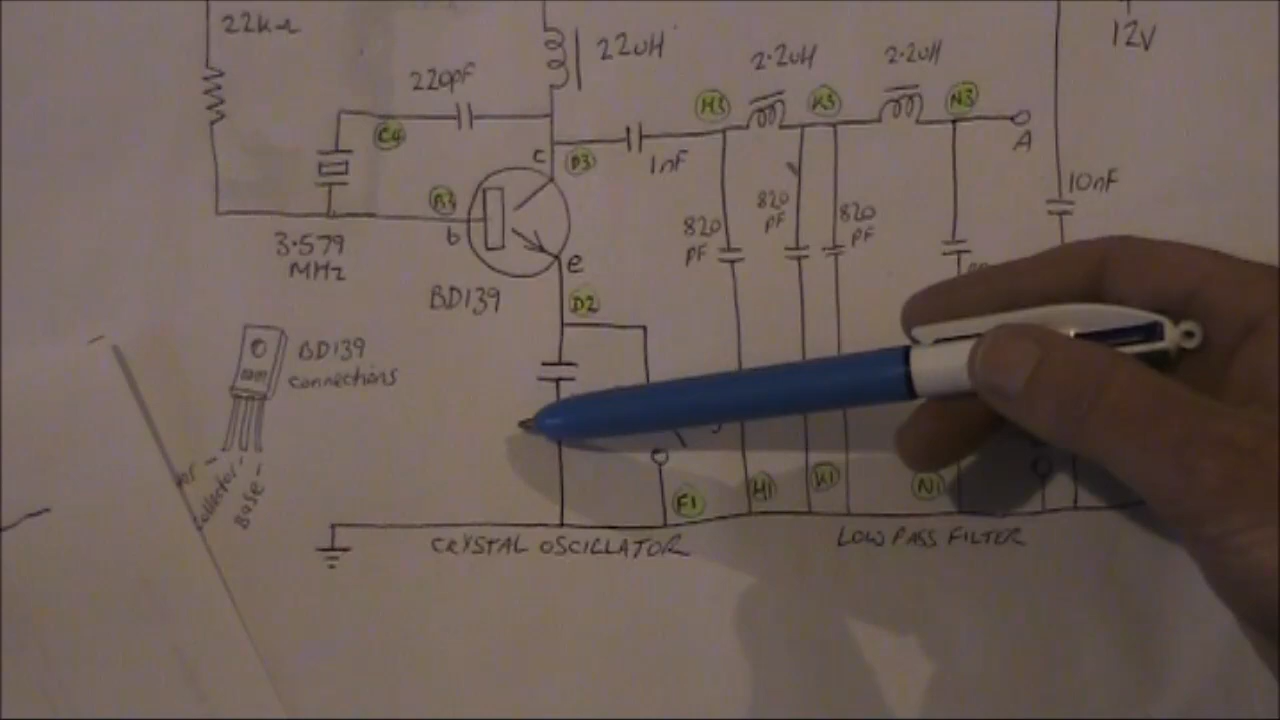 22kΩ
22uH
2.2uH
2.2uH
12V
220pF
H3
K3
N3
C4
A
c
D3
1nF
10nF
B4
b
820
PF
820
PF
820
PF
3.579
MHz
e
BD139
D2
BD139
connections
Base
F1
H1
K1
N1
CRYSTAL OSCILLATOR
LOW PASS FILTER